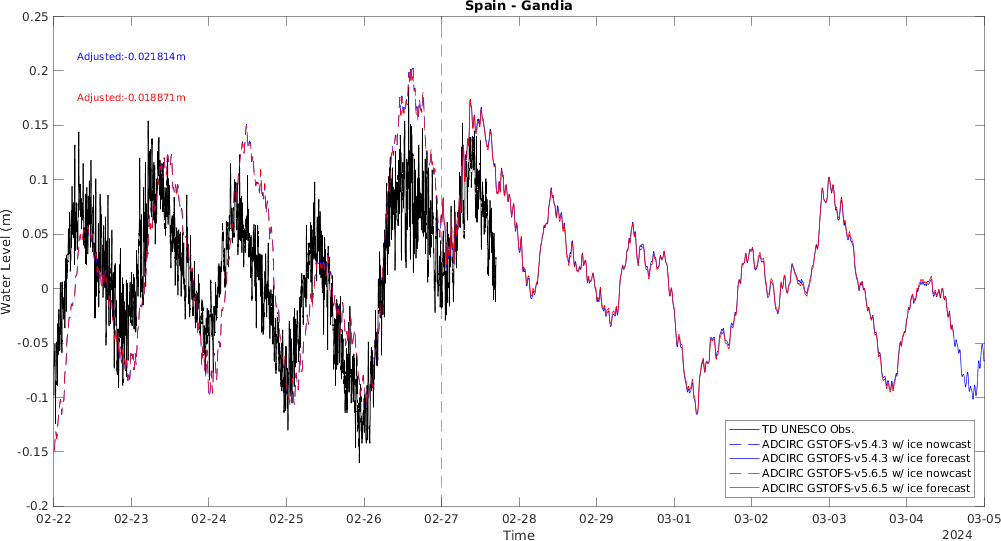 Spain - Gandia
Adjusted:-0.021814m
Adjusted:-0.018871m
Water Level (m)
0.25
0.2
0.15
0.1
0.05
0
-0.05
-0.1
-0.15
-0.2
TD UNESCO Obs.
ADCIRC GSTOFS-v5.4.3 w/ ice nowcast
ADCIRC GSTOFS-v5.4.3 w/ ice forecast
ADCIRC GSTOFS-v5.6.5 w/ ice nowcast
ADCIRC GSTOFS-v5.6.5 w/ ice forecast
02-22 02-23 02-24 02-25 02-26 02-27 02-28 02-29 03-01 03-02 03-03 03-04 03-05
Time
2024